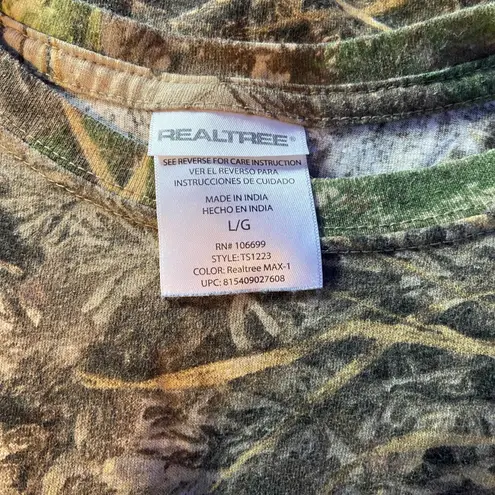 REALTREE®
SEE REVERSE FOR CARE INSTRUCTION
VER EL REVERSO PARA
INSTRUCCIONES DE CUIDADO
MADE IN INDIA
HECHO EN INDIA
L/G
RN# 106699
STYLE: TS1223
COLOR: Realtree MAX-1
UPC: 815409027608